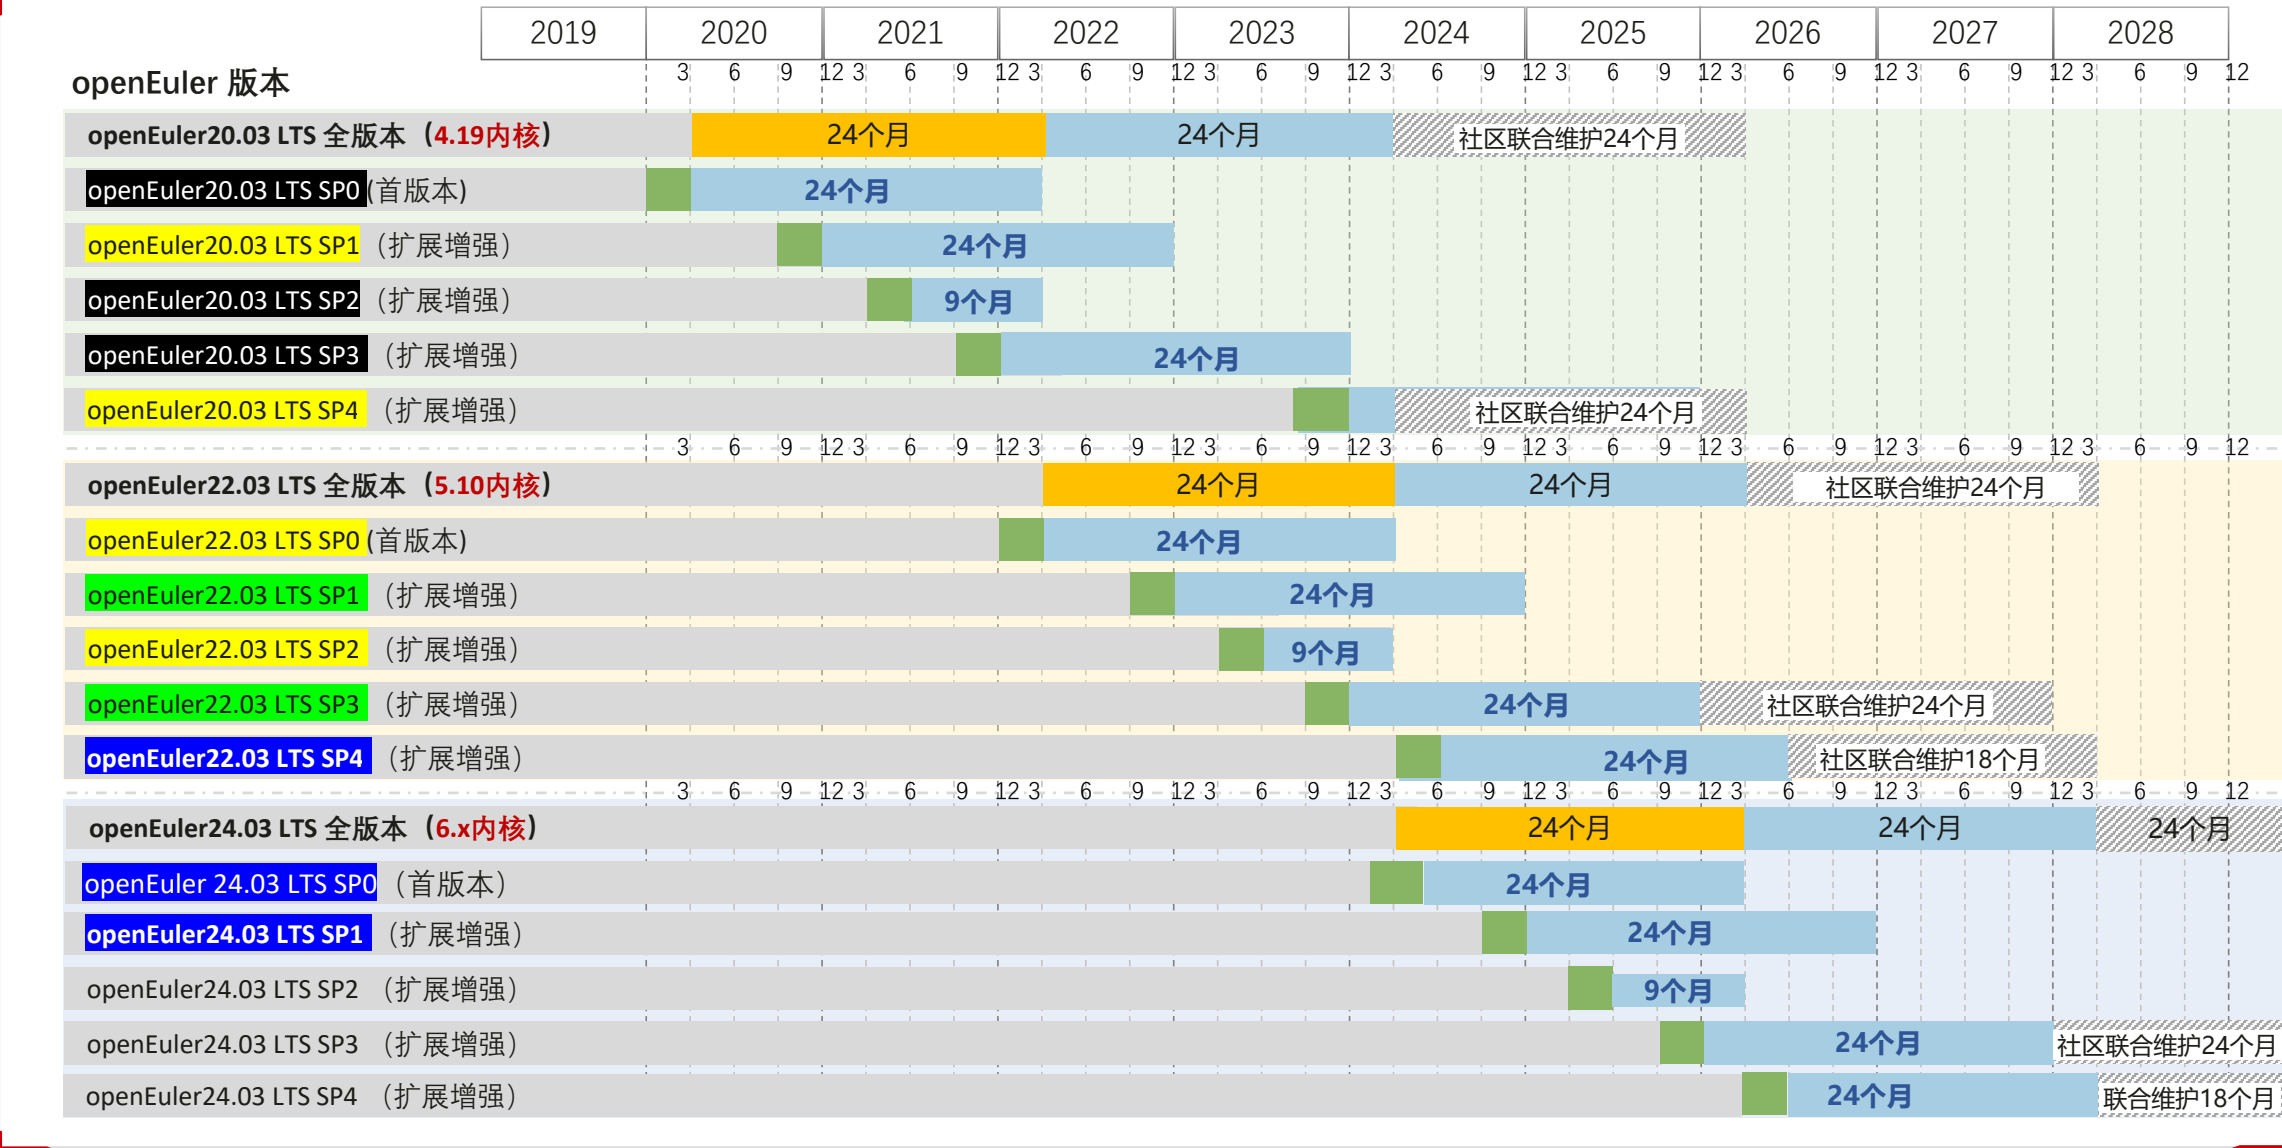 2019 2020 2021 2022 2023 2024 2025 2026 2027 2028
openEuler 版本
3 6 9 12 3 6 9 12 3 6 9 12 3 6 9 12 3 6 9 12 3 6 9 12 3 6 9 12 3 6 9 12 3 6 9 12
openEuler20.03 LTS 全版本（4.19内核） 24个月 24个月 社区联合维护24个月
openEuler20.03 LTS SP0 (首版本) 24个月
openEuler20.03 LTS SP1 （扩展增强） 24个月
openEuler20.03 LTS SP2 （扩展增强） 9个月
openEuler20.03 LTS SP3 （扩展增强） 24个月
openEuler20.03 LTS SP4 （扩展增强） 社区联合维护24个月
3 6 9 12 3 6 9 12 3 6 9 12 3 6 9 12 3 6 9 12 3 6 9 12 3 6 9 12 3 6 9 12 3 6 9 12
openEuler22.03 LTS 全版本（5.10内核） 24个月 24个月 社区联合维护24个月
openEuler22.03 LTS SP0 (首版本) 24个月
openEuler22.03 LTS SP1 （扩展增强） 24个月
openEuler22.03 LTS SP2 （扩展增强） 9个月
openEuler22.03 LTS SP3 （扩展增强） 24个月 社区联合维护24个月
openEuler22.03 LTS SP4 （扩展增强） 24个月 社区联合维护18个月
3 6 9 12 3 6 9 12 3 6 9 12 3 6 9 12 3 6 9 12 3 6 9 12 3 6 9 12 3 6 9 12 3 6 9 12
openEuler24.03 LTS 全版本（6.x内核） 24个月 24个月 24个月
openEuler 24.03 LTS SP0 （首版本） 24个月
openEuler24.03 LTS SP1 （扩展增强） 24个月
openEuler24.03 LTS SP2 （扩展增强） 9个月
openEuler24.03 LTS SP3 （扩展增强） 24个月 社区联合维护24个月
openEuler24.03 LTS SP4 （扩展增强） 24个月 联合维护18个月